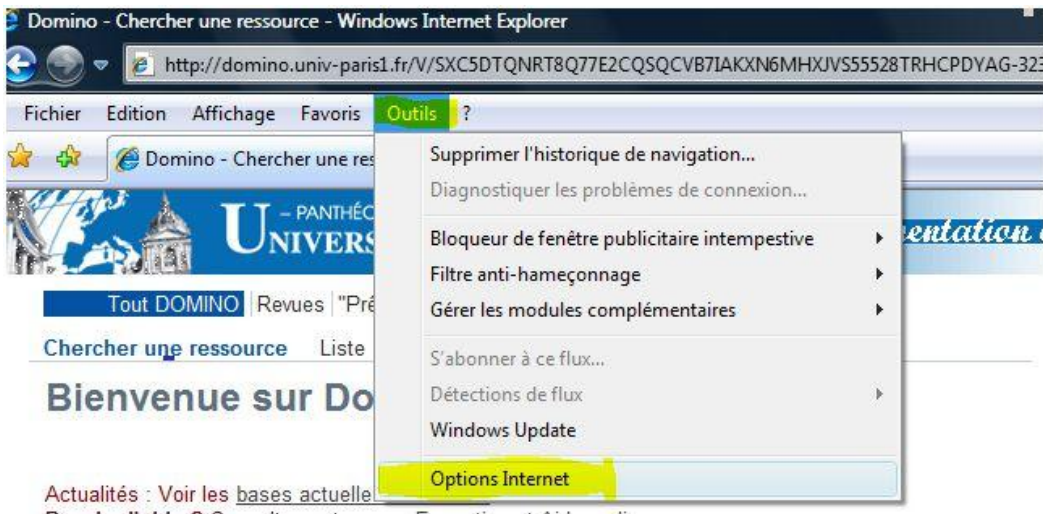 Domino - Chercher une ressource - Windows Internet Explorer
http://domino.univ-paris1.fr/V/SXC5DTQNRT8Q77E2CQSQCVB7IAKXN6MHXJVS55528TRHCPDYAG-323
Fichier Edition Affichage Favoris Outils ?
Domino - Chercher une res
Supprimer l'historique de navigation...
Diagnostiquer les problèmes de connexion...
Bloqueur de fenêtre publicitaire intempestive
Filtre anti-hameçonnage
Gérer les modules complémentaires
S'abonner à ce flux...
Détections de flux
Windows Update
Options Internet
– PANTHÉO
UNIVERS
entation
Tout DOMINO Revues "Pré
Chercher une ressource Liste
Bienvenue sur Do
Actualités : Voir les bases actuelle